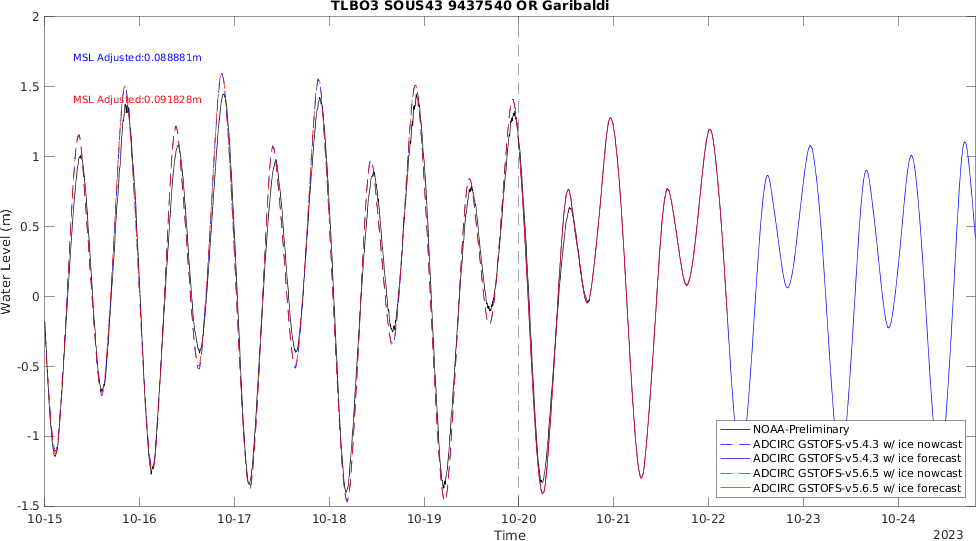 TLBO3 SOUS43 9437540 OR Garibaldi
MSL Adjusted:0.088881m
MSL Adjusted:0.091828m
Water Level (m)
2
1.5
1
0.5
0
-0.5
-1
-1.5
NOAA-Preliminary
ADCIRC GSTOFS-v5.4.3 w/ ice nowcast
ADCIRC GSTOFS-v5.4.3 w/ ice forecast
ADCIRC GSTOFS-v5.6.5 w/ ice nowcast
ADCIRC GSTOFS-v5.6.5 w/ ice forecast
10-15 10-16 10-17 10-18 10-19 10-20 10-21 10-22 10-23 10-24
Time
2023